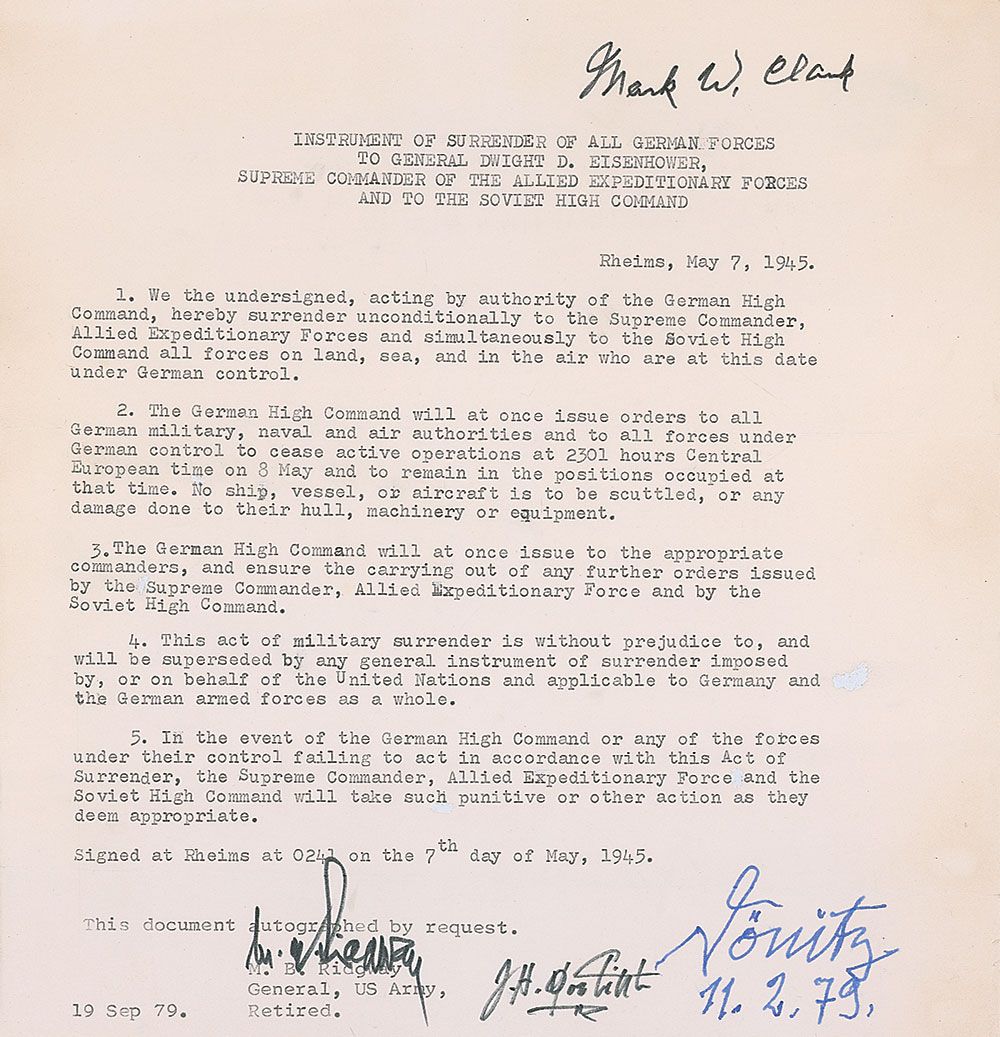 Mark W. Clark
INSTRUMENT OF SURRENDER OF ALL GERMAN FORCES
TO GENERAL DWIGHT D. EISENHOWER,
SUPREME COMMANDER OF THE ALLIED EXPEDITIONARY FORCES
AND TO THE SOVIET HIGH COMMAND
Rheims, May 7, 1945.
1. We the undersigned, acting by authority of the German High
Command, hereby surrender unconditionally to the Supreme Commander,
Allied Expeditionary Forces and simultaneously to the Soviet High
Command all forces on land, sea, and in the air who are at this date
under German control.
2. The German High Command will at once issue orders to all
German military, naval and air authorities and to all forces under
German control to cease active operations at 2301 hours Central
European time on 8 May and to remain in the positions occupied at
that time. No ship, vessel, or aircraft is to be scuttled, or any
damage done to their hull, machinery or equipment.
3.The German High Command will at once issue to the appropriate
commanders, and ensure the carrying out of any further orders issued
by the Supreme Commander, Allied Expeditionary Force and by the
Soviet High Command.
4. This act of military surrender is without prejudice to, and
will be superseded by any general instrument of surrender imposed
by, or on behalf of the United Nations and applicable to Germany and
the German armed forces as a whole.
5. In the event of the German High Command or any of the forces
under their control failing to act in accordance with this Act of
Surrender, the Supreme Commander, Allied Expeditionary Force and the
Soviet High Command will take such punitive or other action as they
deem appropriate.
Signed at Rheims at 0241 on the 7th day of May, 1945.
This document autographed by request.
M. B. Ridgway
M. B. Ridgway
General, US Army,
19 Sep 79. Retired.
J.H.
Dönitz
11.2.79.